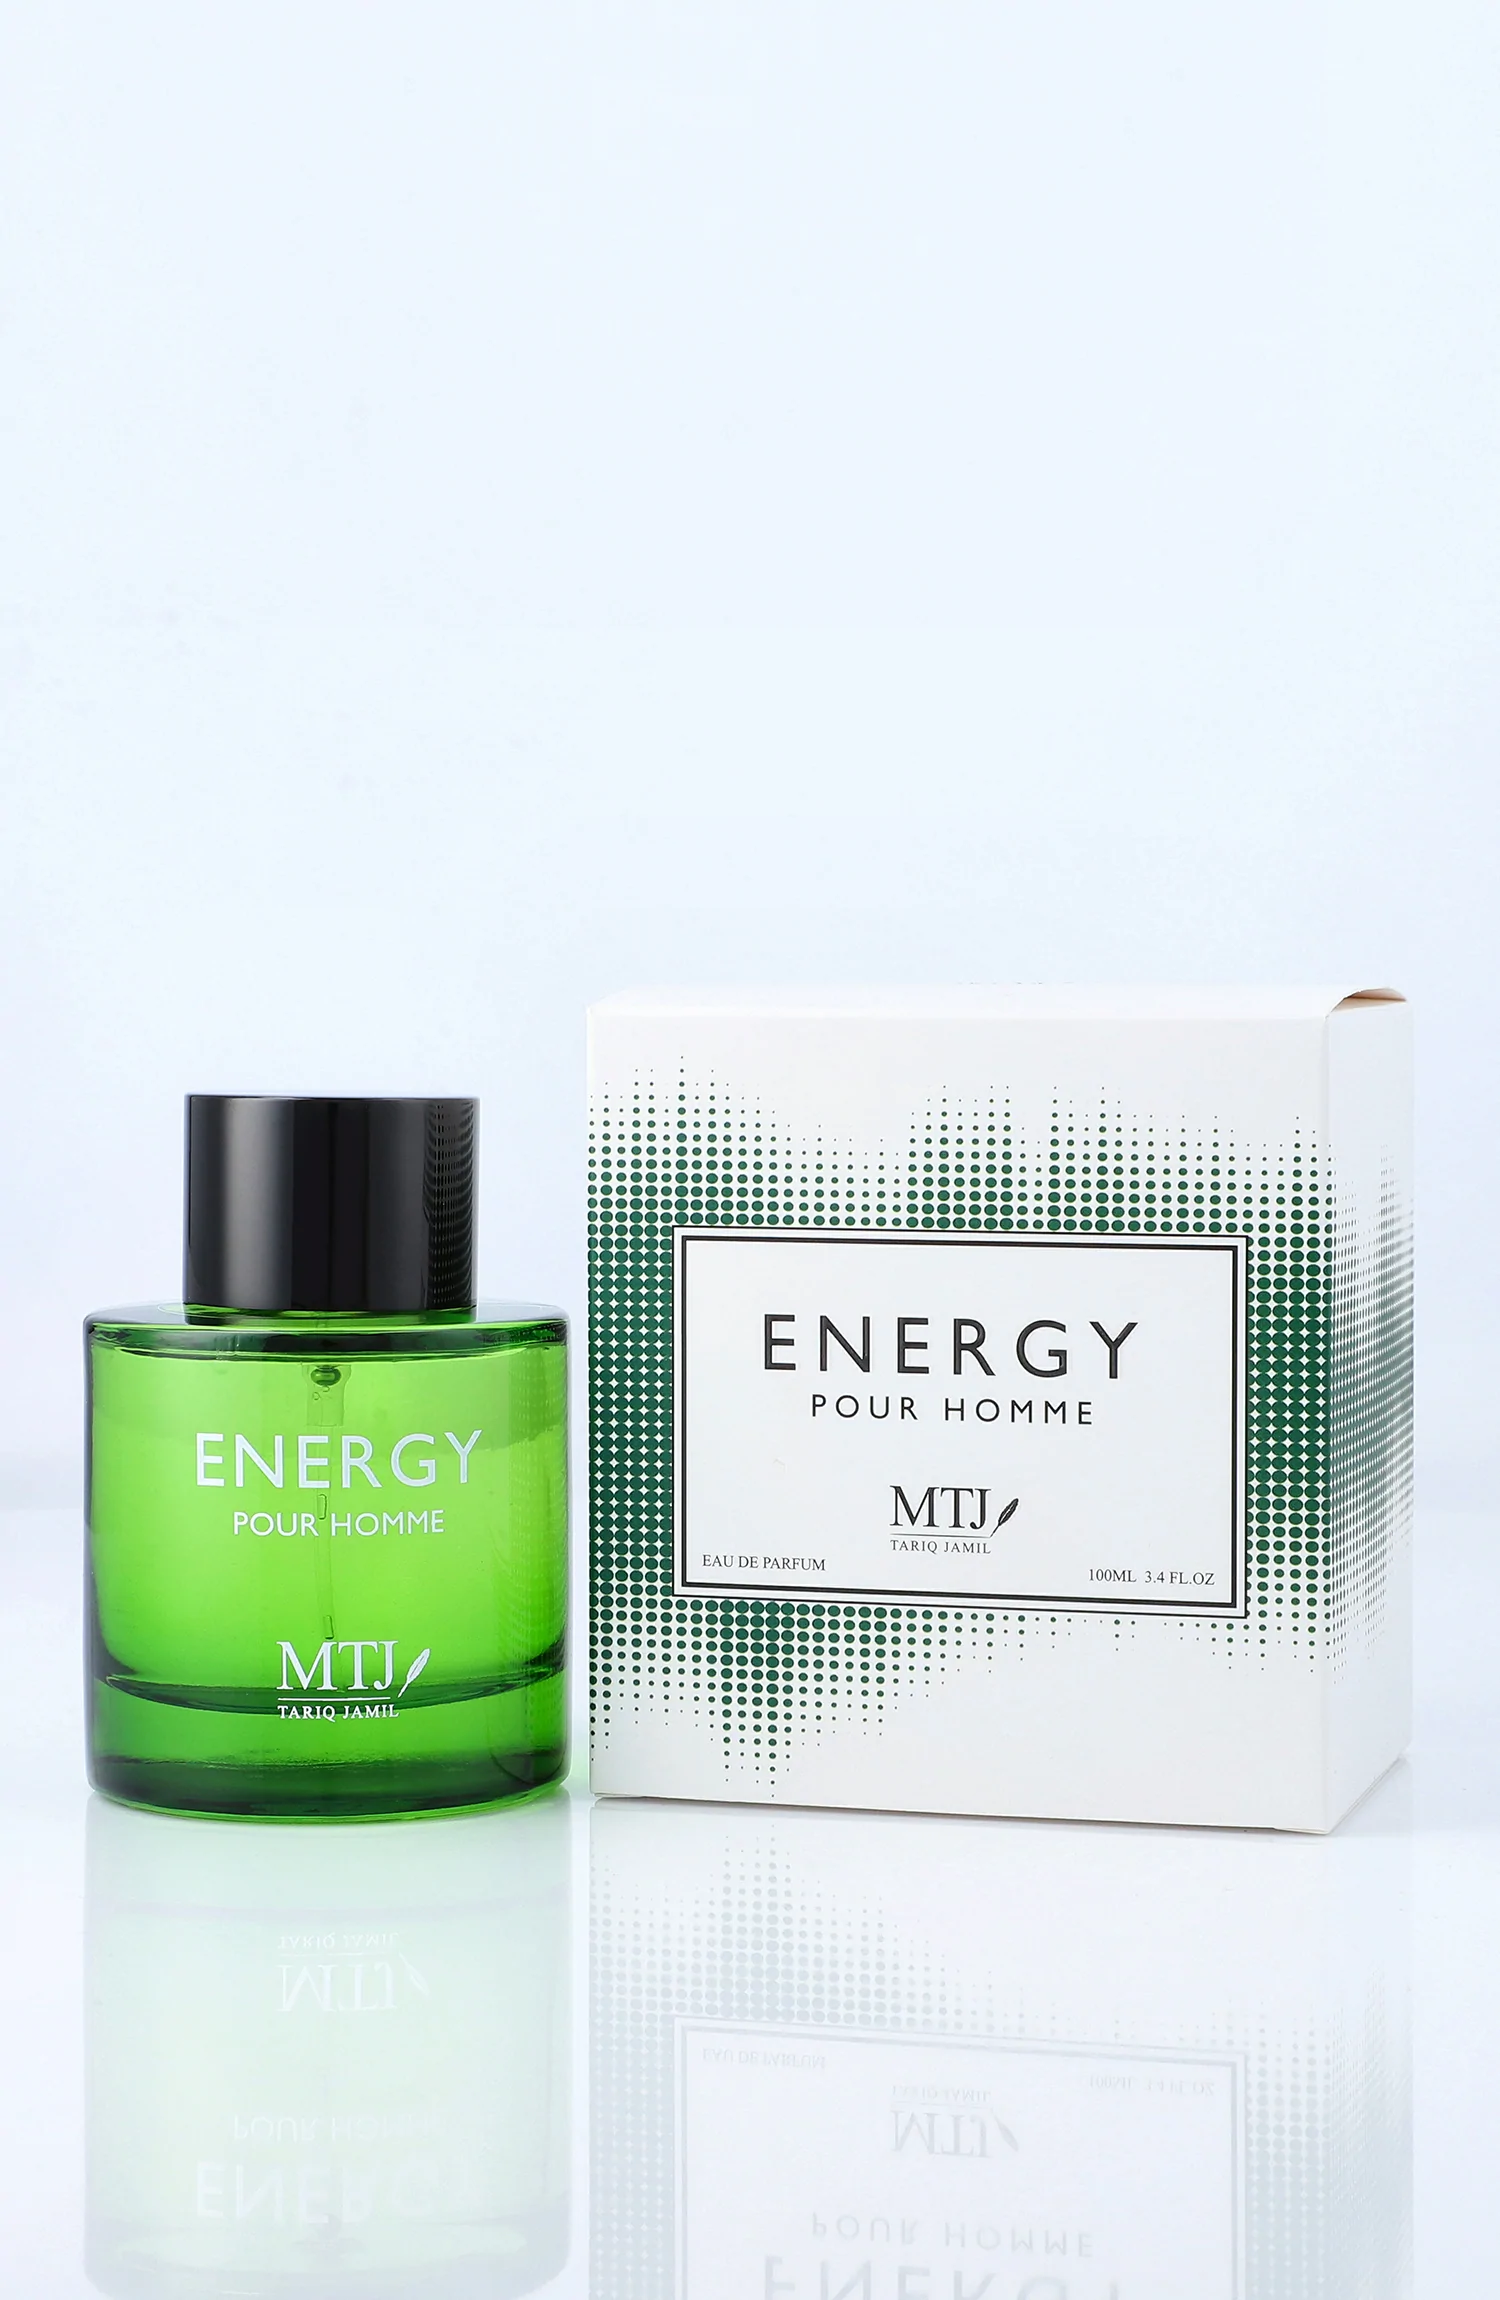 ENERGY
POUR HOMME
MTJ
TARIQ JAMIL
ENERGY
POUR HOMME
MTJ
TARIQ JAMIL
EAU DE PARFUM
100ML 3.4 FL.OZ